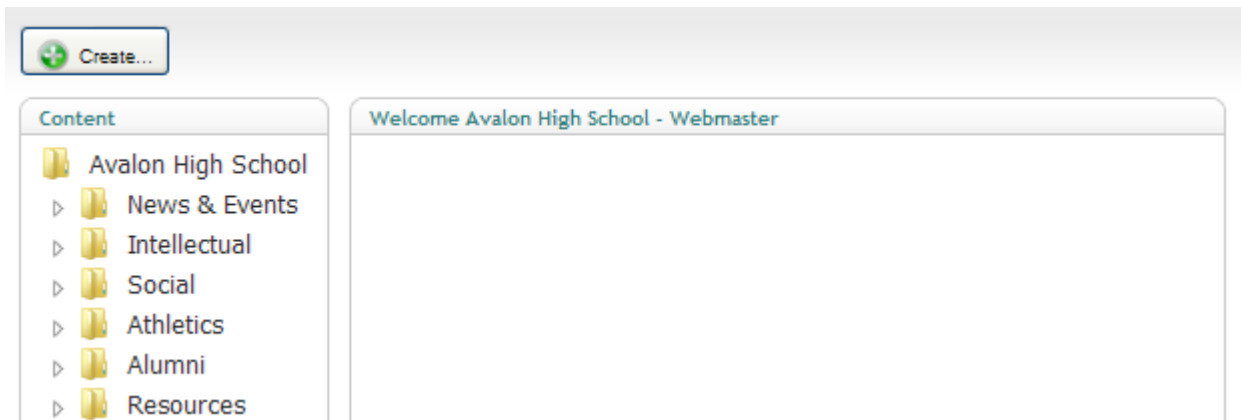 Create...
Content
Welcome Avalon High School - Webmaster
Avalon High School
News & Events
Intellectual
Social
Athletics
Alumni
Resources